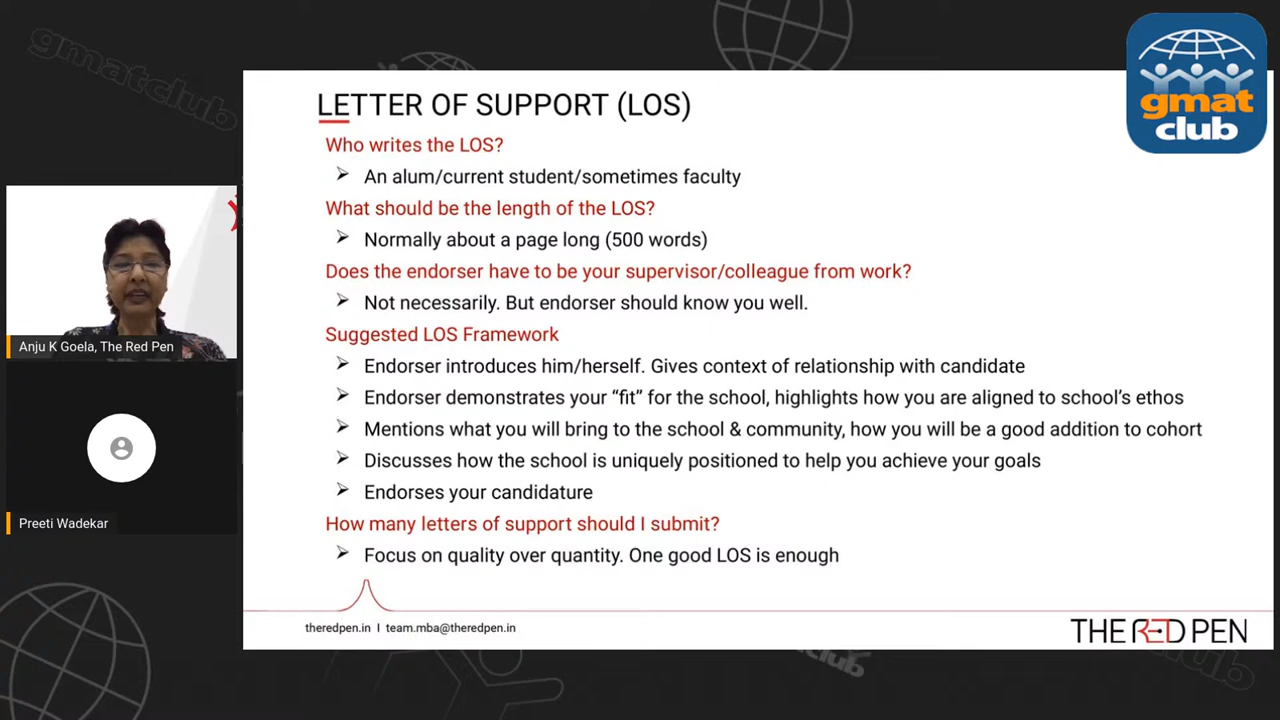 gmatclub
gmat
club
LETTER OF SUPPORT (LOS)
Who writes the LOS?
An alum/current student/sometimes faculty
What should be the length of the LOS?
Normally about a page long (500 words)
Does the endorser have to be your supervisor/colleague from work?
Not necessarily. But endorser should know you well.
Suggested LOS Framework
Endorser introduces him/herself. Gives context of relationship with candidate
Endorser demonstrates your “fit” for the school, highlights how you are aligned to school’s ethos
Mentions what you will bring to the school & community, how you will be a good addition to cohort
Discusses how the school is uniquely positioned to help you achieve your goals
Endorses your candidature
How many letters of support should I submit?
Focus on quality over quantity. One good LOS is enough
theredpen.in I team.mba@theredpen.in
THE RED PEN
Anju K Goela, The Red Pen
Preeti Wadekar
club